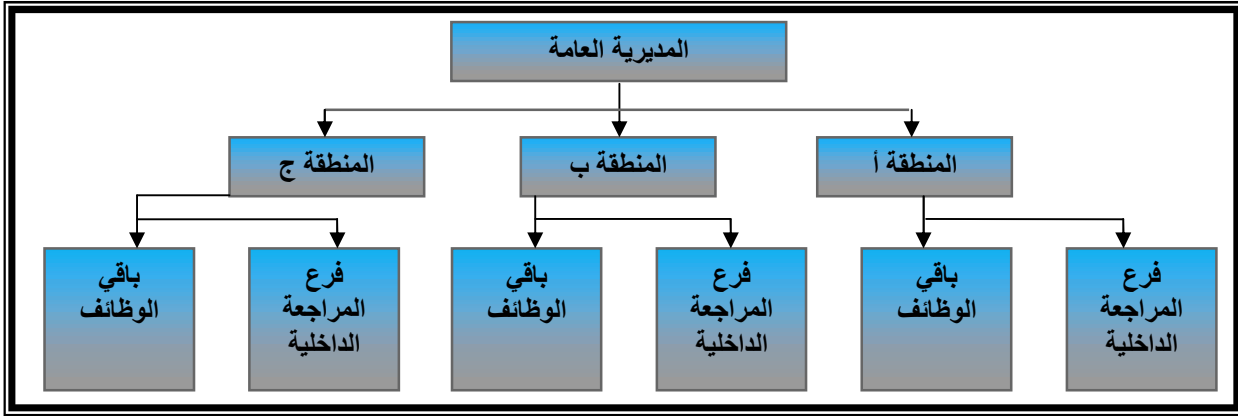 المديرية العامة
المنطقة أ
المنطقة ب
المنطقة ج
فرع
المراجعة
الداخلية
باقي
الوظائف
فرع
المراجعة
الداخلية
باقي
الوظائف
فرع
المراجعة
الداخلية
باقي
الوظائف